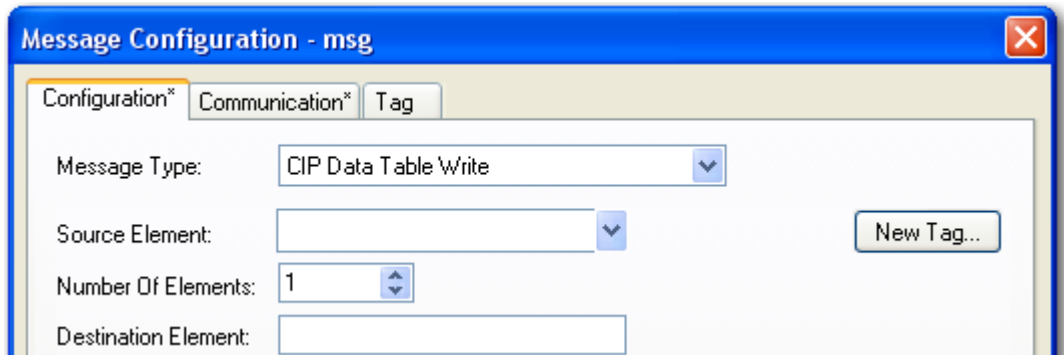 Message Configuration - msg
Configuration* Communication* Tag
Message Type: CIP Data Table Write
Source Element: New Tag...
Number Of Elements: 1
Destination Element: